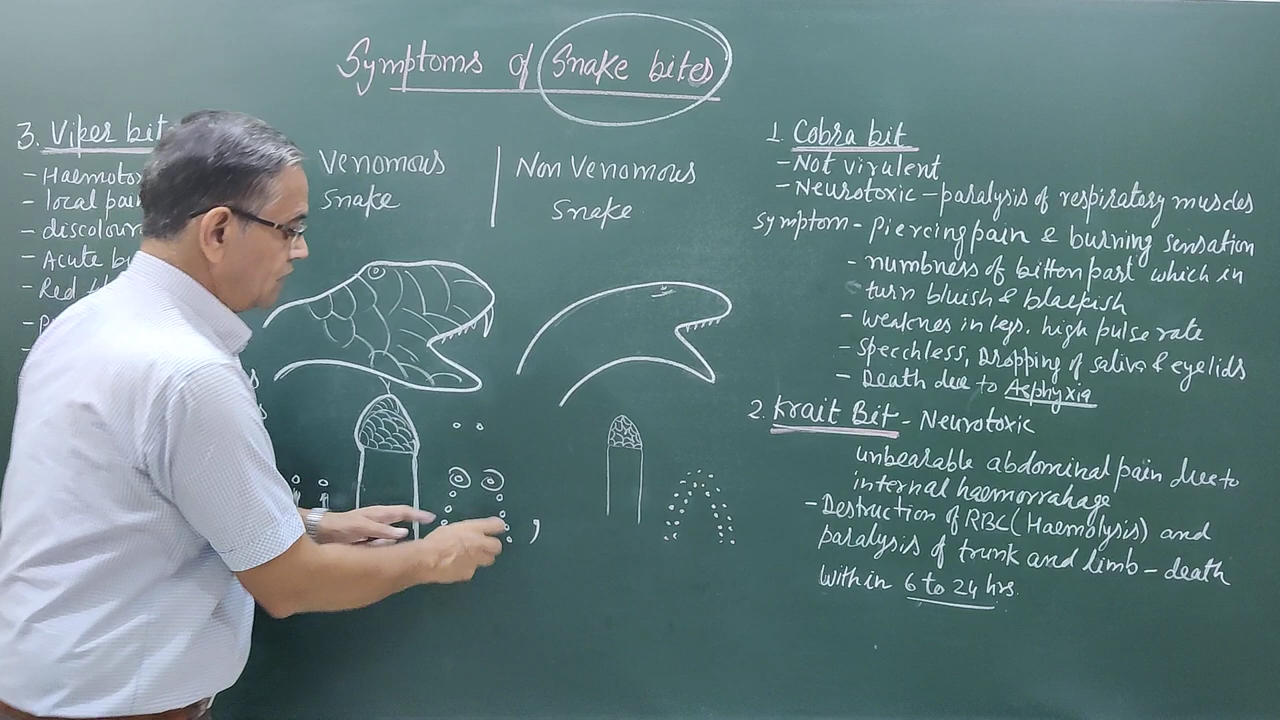 Symptoms of Snake bites
3. Viper bit
- Haemotox
- local pain
- discolour
- Acute b
- Red
Venomous
Snake
Non Venomous
Snake
1. Cobra bit
- Not virulent
- Neurotoxic - paralysis of respiratory muscles
Symptom - Piercing pain & burning sensation
- numbness of bitten part which in
turn bluish & blackish
- weaknes in legs. high pulse rate
- Specchless, Dropping of saliva & eyelids
- Death due to Asphyxia
2. Krait Bit - Neurotoxic
unbearable abdominal pain due to
internal haemorrahage
- Destruction of RBC (Haemolysis) and
paralysis of trunk and limb - death
within 6 to 24 hrs.